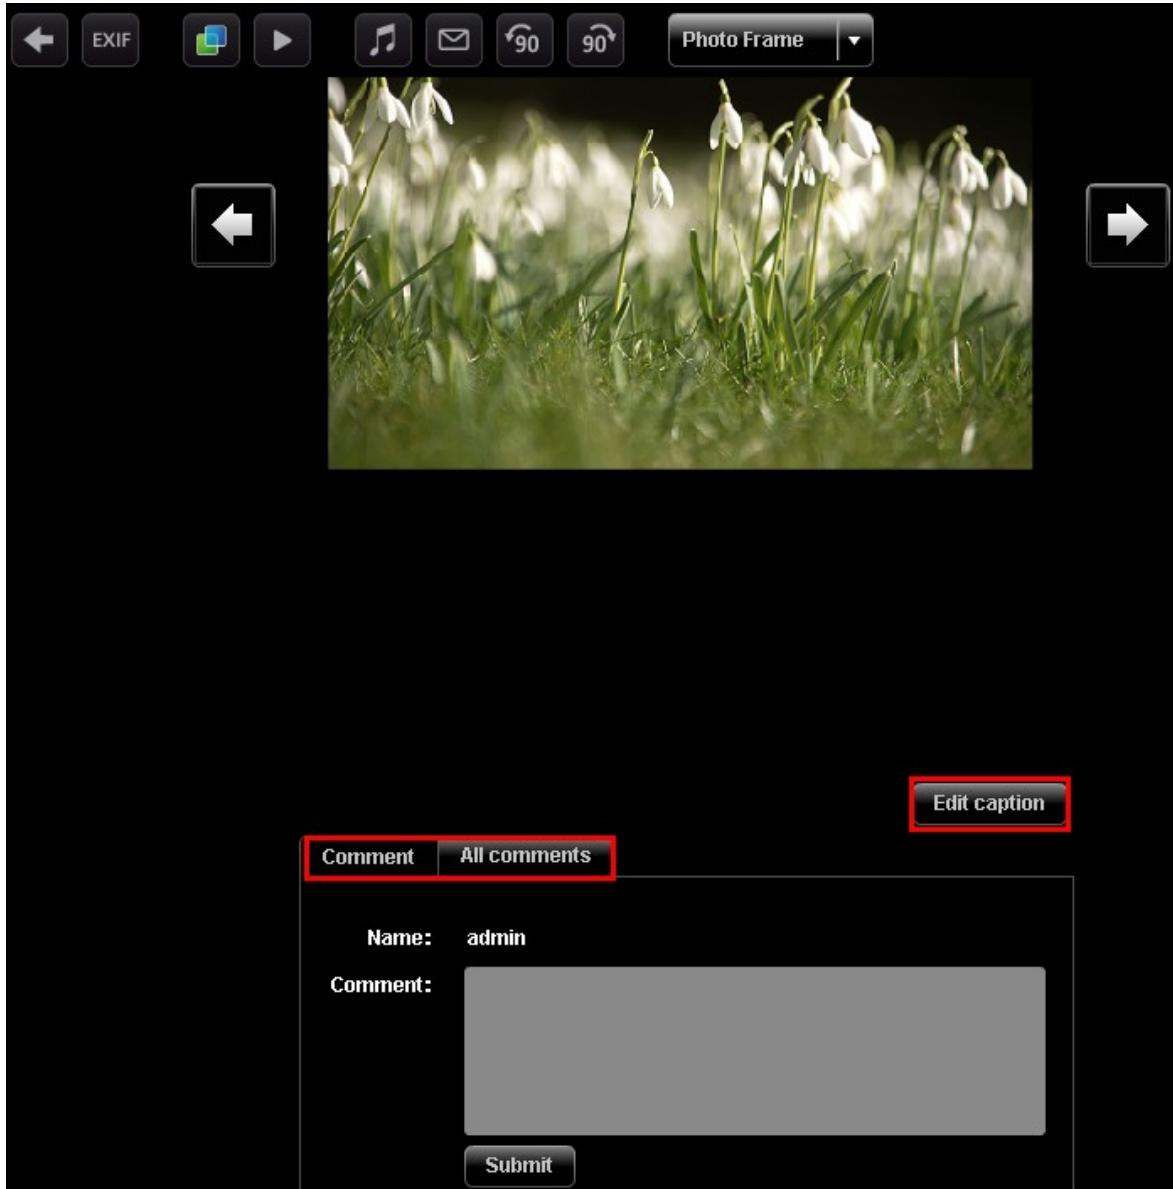 EXIF
90
90
Photo Frame
Edit caption
Comment
All comments
Name: admin
Comment:
Submit